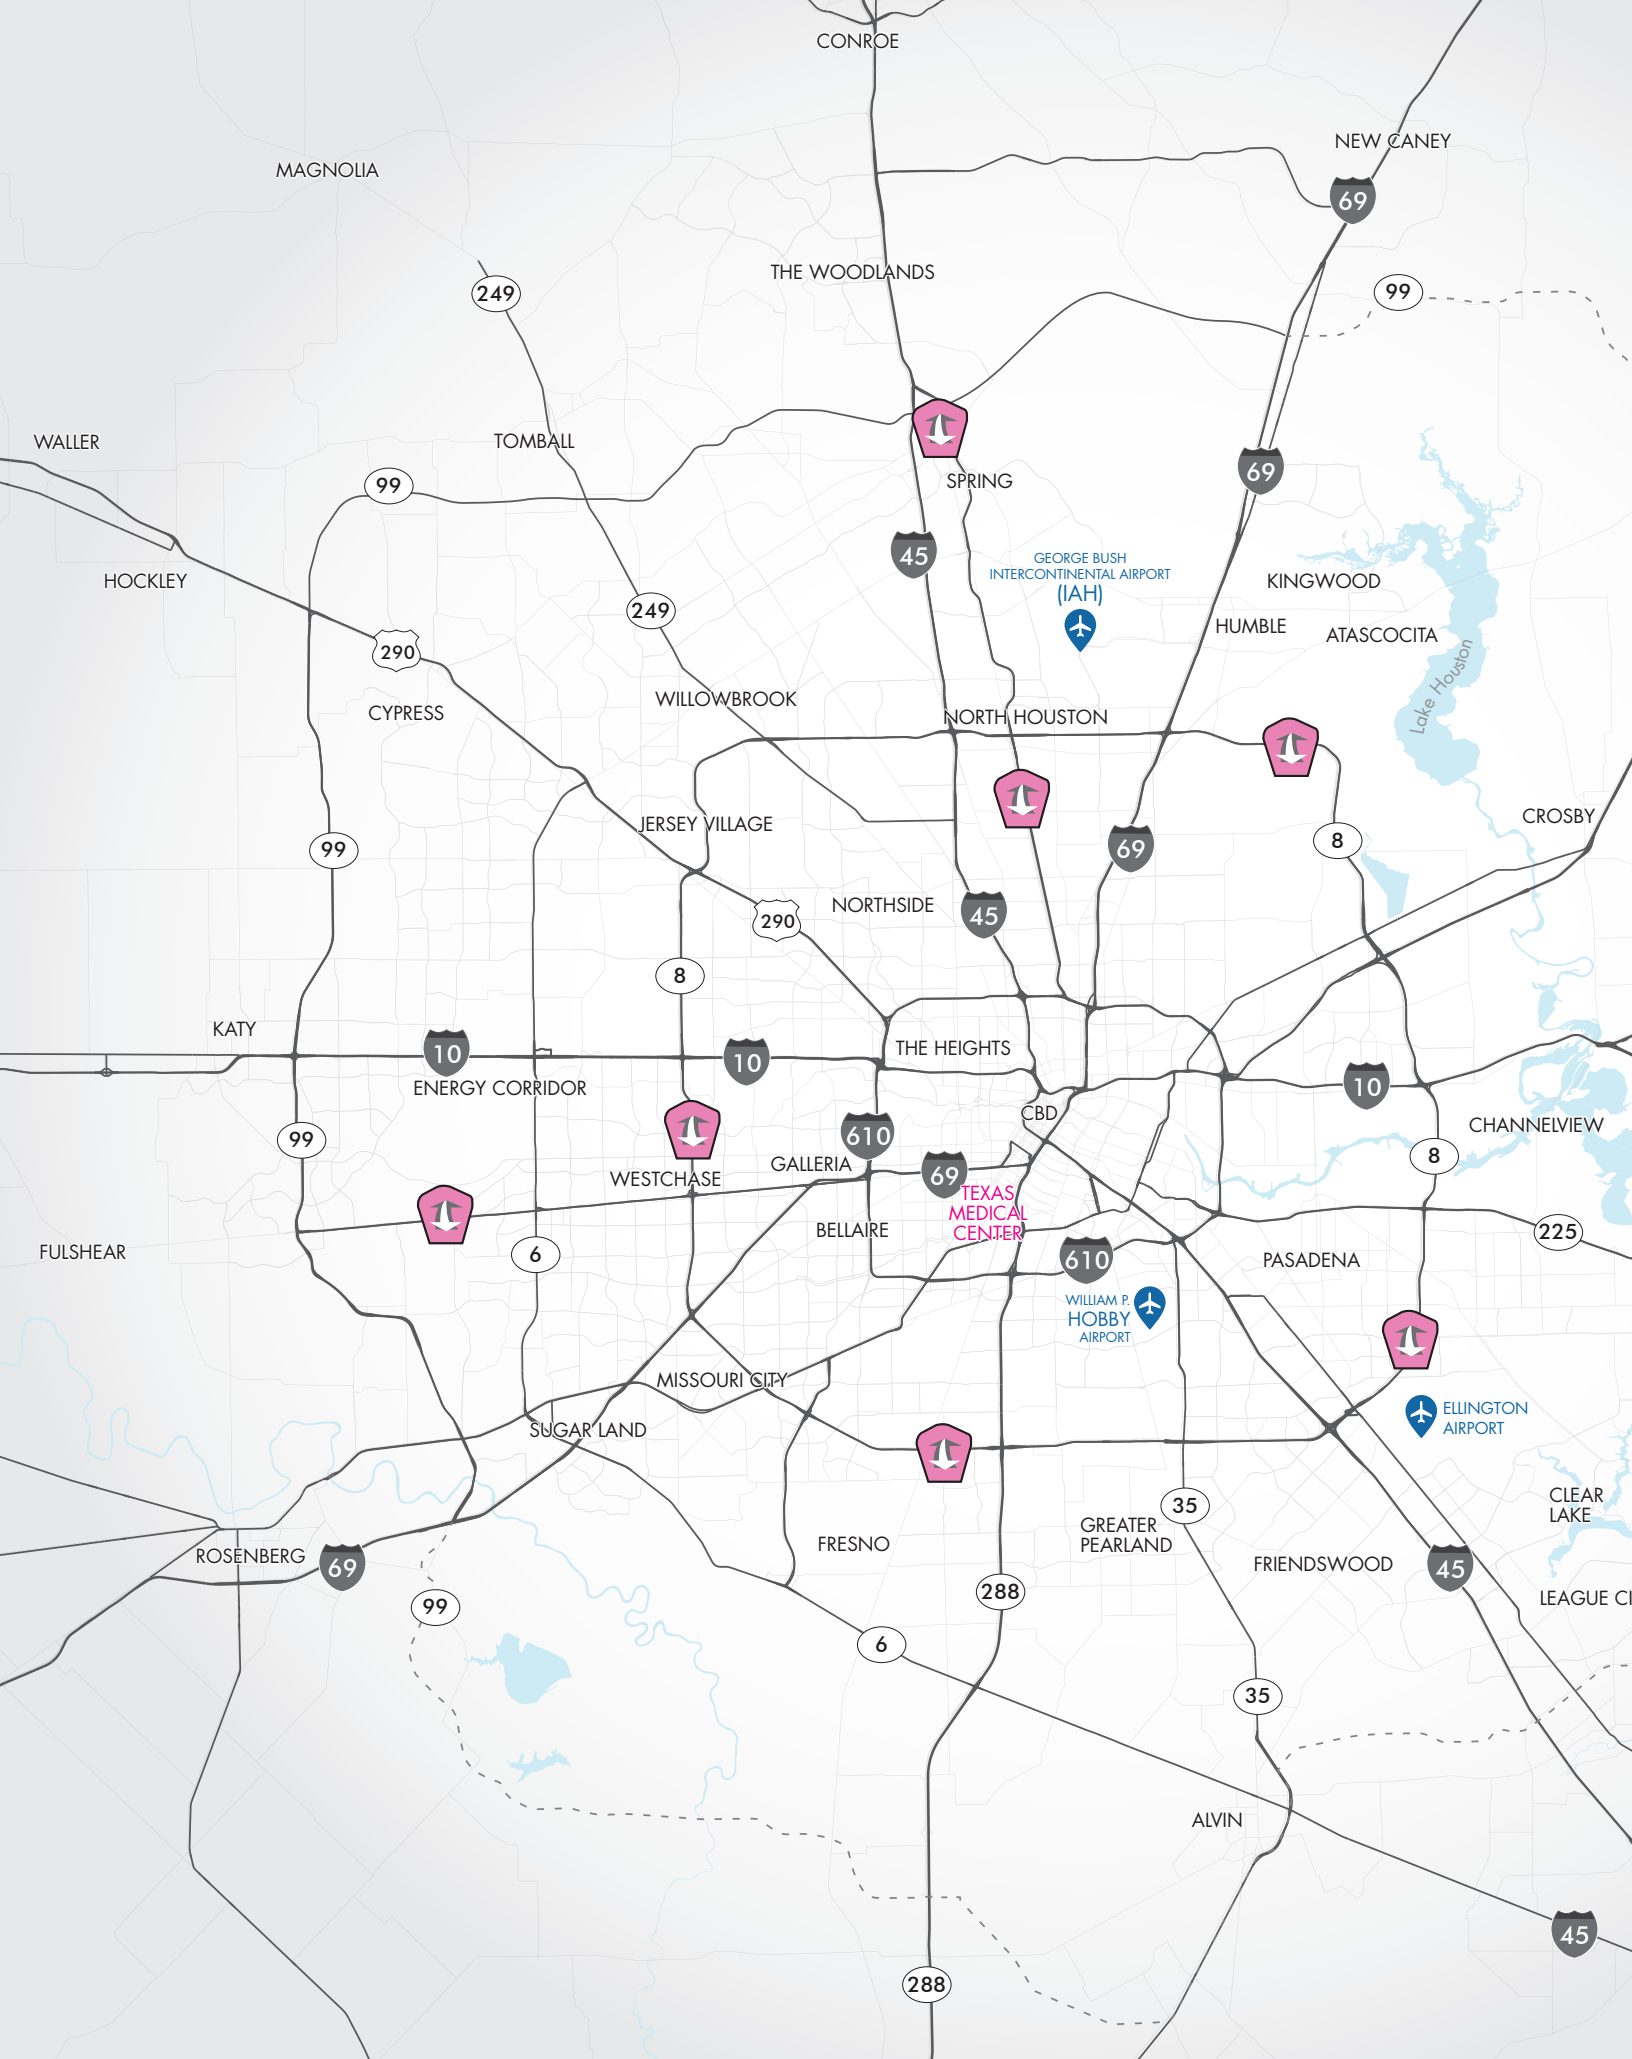 CONROE
NEW CANEY
MAGNOLIA
69
THE WOODLANDS
249
99
WALLER
TOMBALL
69
99
SPRING
45
GEORGE BUSH
INTERCONTINENTAL AIRPORT
(IAH)
HOCKLEY
KINGWOOD
249
HUMBLE
ATASCOCITA
290
Lake Houston
WILLOWBROOK
CYPRESS
NORTH HOUSTON
CROSBY
JERSEY VILLAGE
99
69
8
NORTHSIDE
45
290
8
KATY
10
10
THE HEIGHTS
ENERGY CORRIDOR
10
CBD
CHANNELVIEW
99
610
8
GALLERIA
69
WESTCHASE
TEXAS
MEDICAL
CENTER
BELLAIRE
225
FULSHEAR
6
610
PASADENA
WILLIAM P.
HOBBY
AIRPORT
MISSOURI CITY
ELLINGTON
AIRPORT
SUGAR LAND
CLEAR
LAKE
35
GREATER
PEARLAND
FRESNO
ROSENBERG
69
FRIENDSWOOD
45
288
LEAGUE CI
99
6
35
ALVIN
45
288